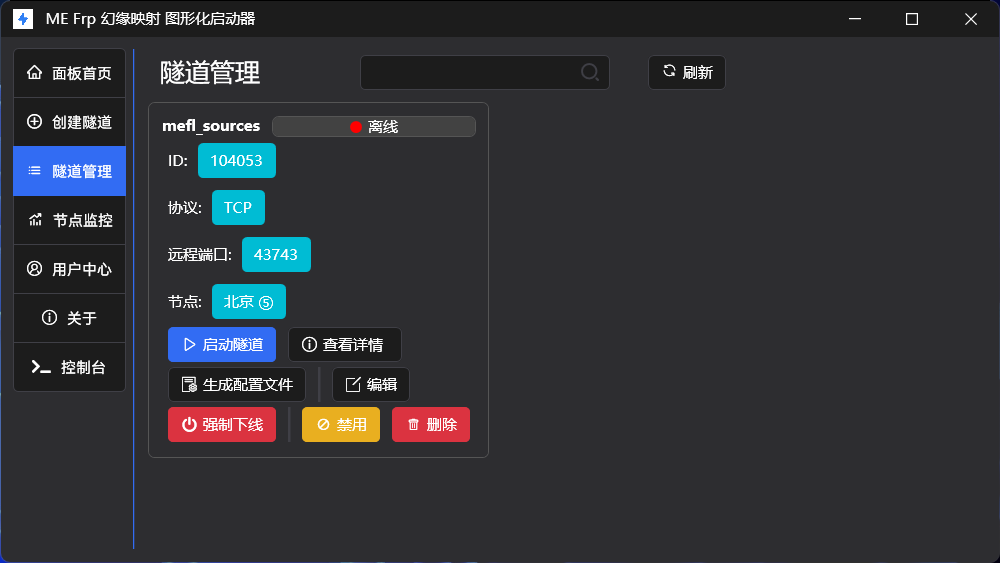 ME Frp 幻缘映射 图形化启动器
面板首页
创建隧道
隧道管理
节点监控
用户中心
关于
控制台
隧道管理
刷新
mefl_sources
离线
ID: 104053
协议: TCP
远程端口: 43743
节点: 北京 ⑤
启动隧道 查看详情
生成配置文件 编辑
强制下线 禁用 删除